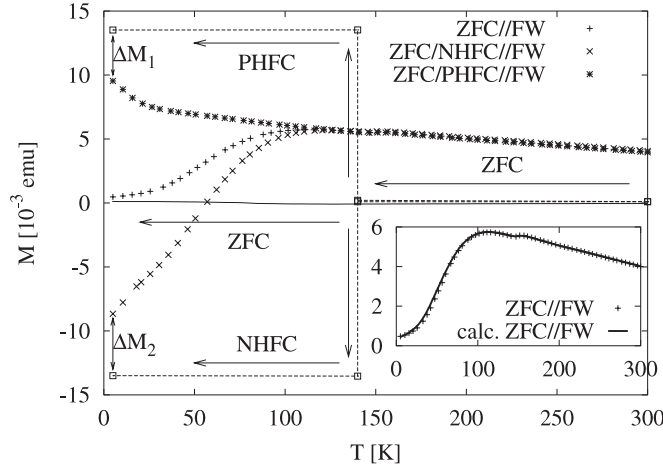 15
10
5
0
-5
-10
-15
M [10⁻³ emu]
ΔM₁
PHFC
ZFC//FW
ZFC/NHFC//FW
ZFC/PHFC//FW
ZFC
ZFC
ΔM₂
NHFC
6
4
2
0
ZFC//FW
calc. ZFC//FW
0 100 200 300
0 50 100 150 200 250 300
T [K]